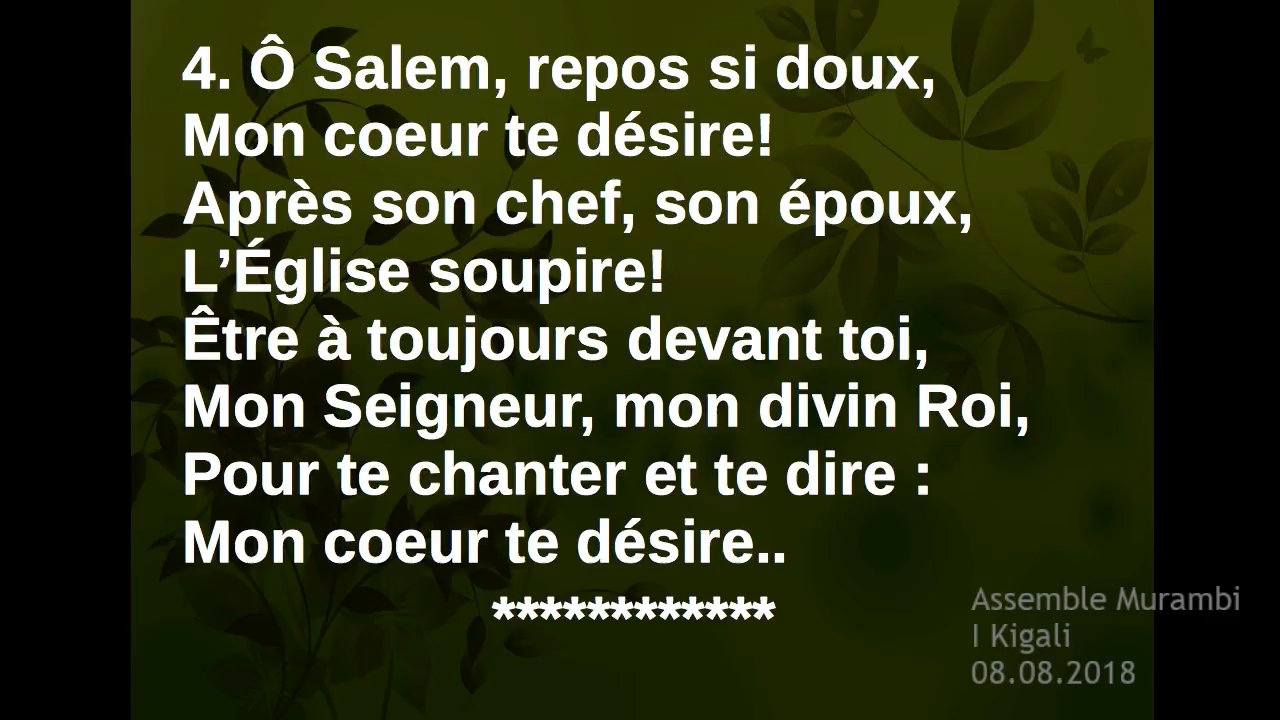 4. Ô Salem, repos si doux,
Mon coeur te désire!
Après son chef, son époux,
L’Église soupire!
Être à toujours devant toi,
Mon Seigneur, mon divin Roi,
Pour te chanter et te dire :
Mon coeur te désire..
************
Assemble Murambi
I Kigali
08.08.2018